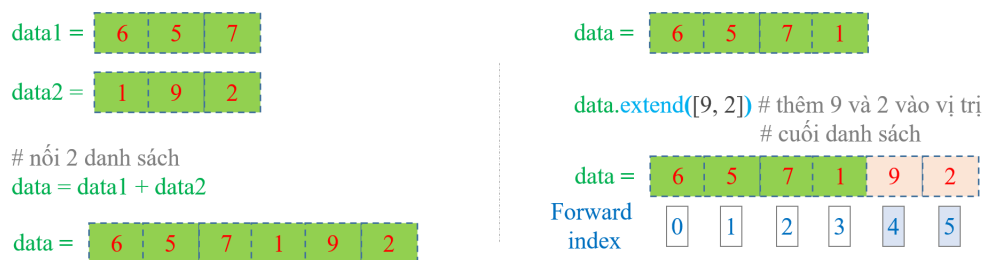 data1 = 6 5 7
data2 = 1 9 2
# nối 2 danh sách
data = data1 + data2
data = 6 5 7 1 9 2
data = 6 5 7 1
data.extend([9, 2]) # thêm 9 và 2 vào vị trị
# cuối danh sách
data = 6 5 7 1 9 2
Forward
index 0 1 2 3 4 5